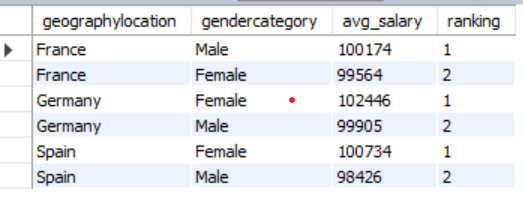 geographylocation gendercategory avg_salary ranking
France Male 100174 1
France Female 99564 2
Germany Female 102446 1
Germany Male 99905 2
Spain Female 100734 1
Spain Male 98426 2